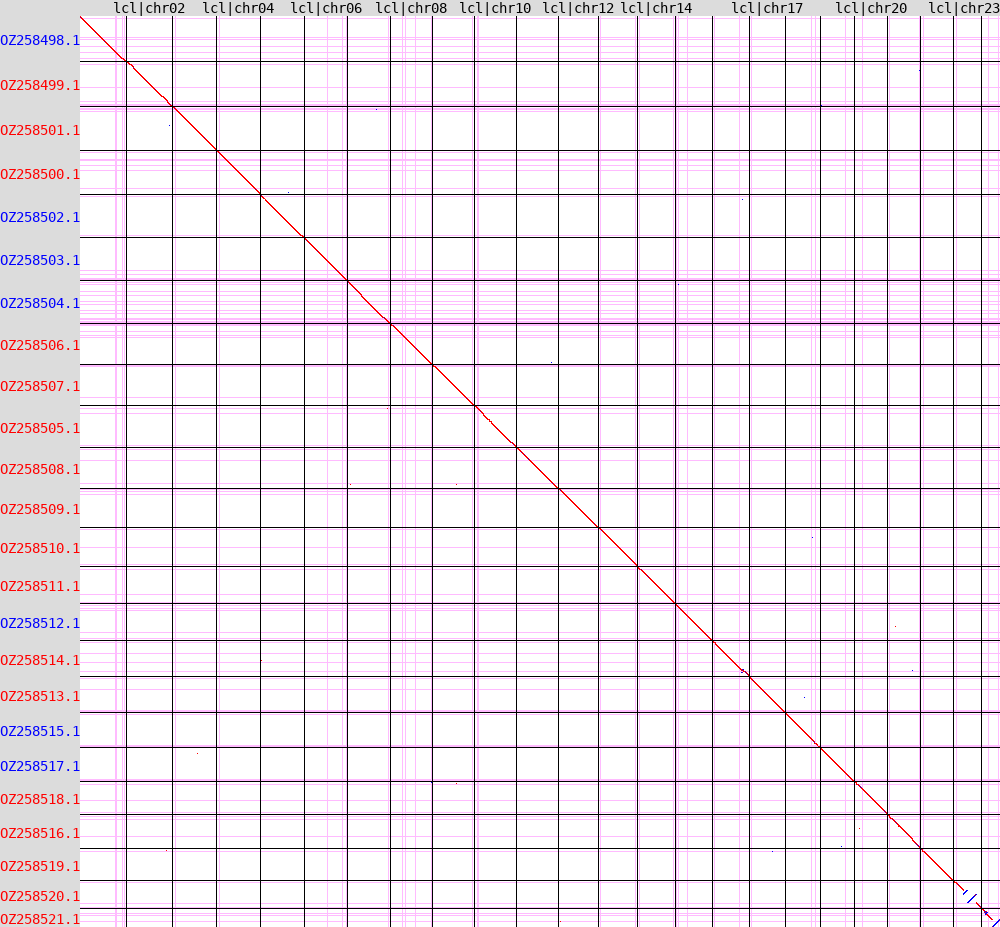 lcl|chr02 lcl|chr04 lcl|chr06 lcl|chr08 lcl|chr10 lcl|chr12 lcl|chr14 lcl|chr17 lcl|chr20 lcl|chr23
OZ258498.1
OZ258499.1
OZ258501.1
OZ258500.1
OZ258502.1
OZ258503.1
OZ258504.1
OZ258506.1
OZ258507.1
OZ258505.1
OZ258508.1
OZ258509.1
OZ258510.1
OZ258511.1
OZ258512.1
OZ258514.1
OZ258513.1
OZ258515.1
OZ258517.1
OZ258518.1
OZ258516.1
OZ258519.1
OZ258520.1
OZ258521.1